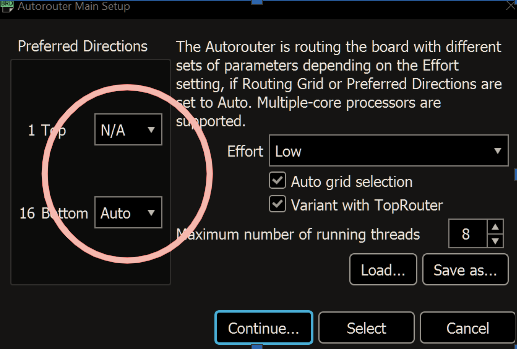 Autorouter Main Setup
Preferred Directions
The Autorouter is routing the board with different
sets of parameters depending on the Effort
setting, if Routing Grid or Preferred Directions are
set to Auto. Multiple-core processors are
supported.
1 Top N/A
16 Bottom Auto
Effort Low
Auto grid selection
Variant with TopRouter
Maximum number of running threads 8
Load... Save as...
Continue... Select Cancel